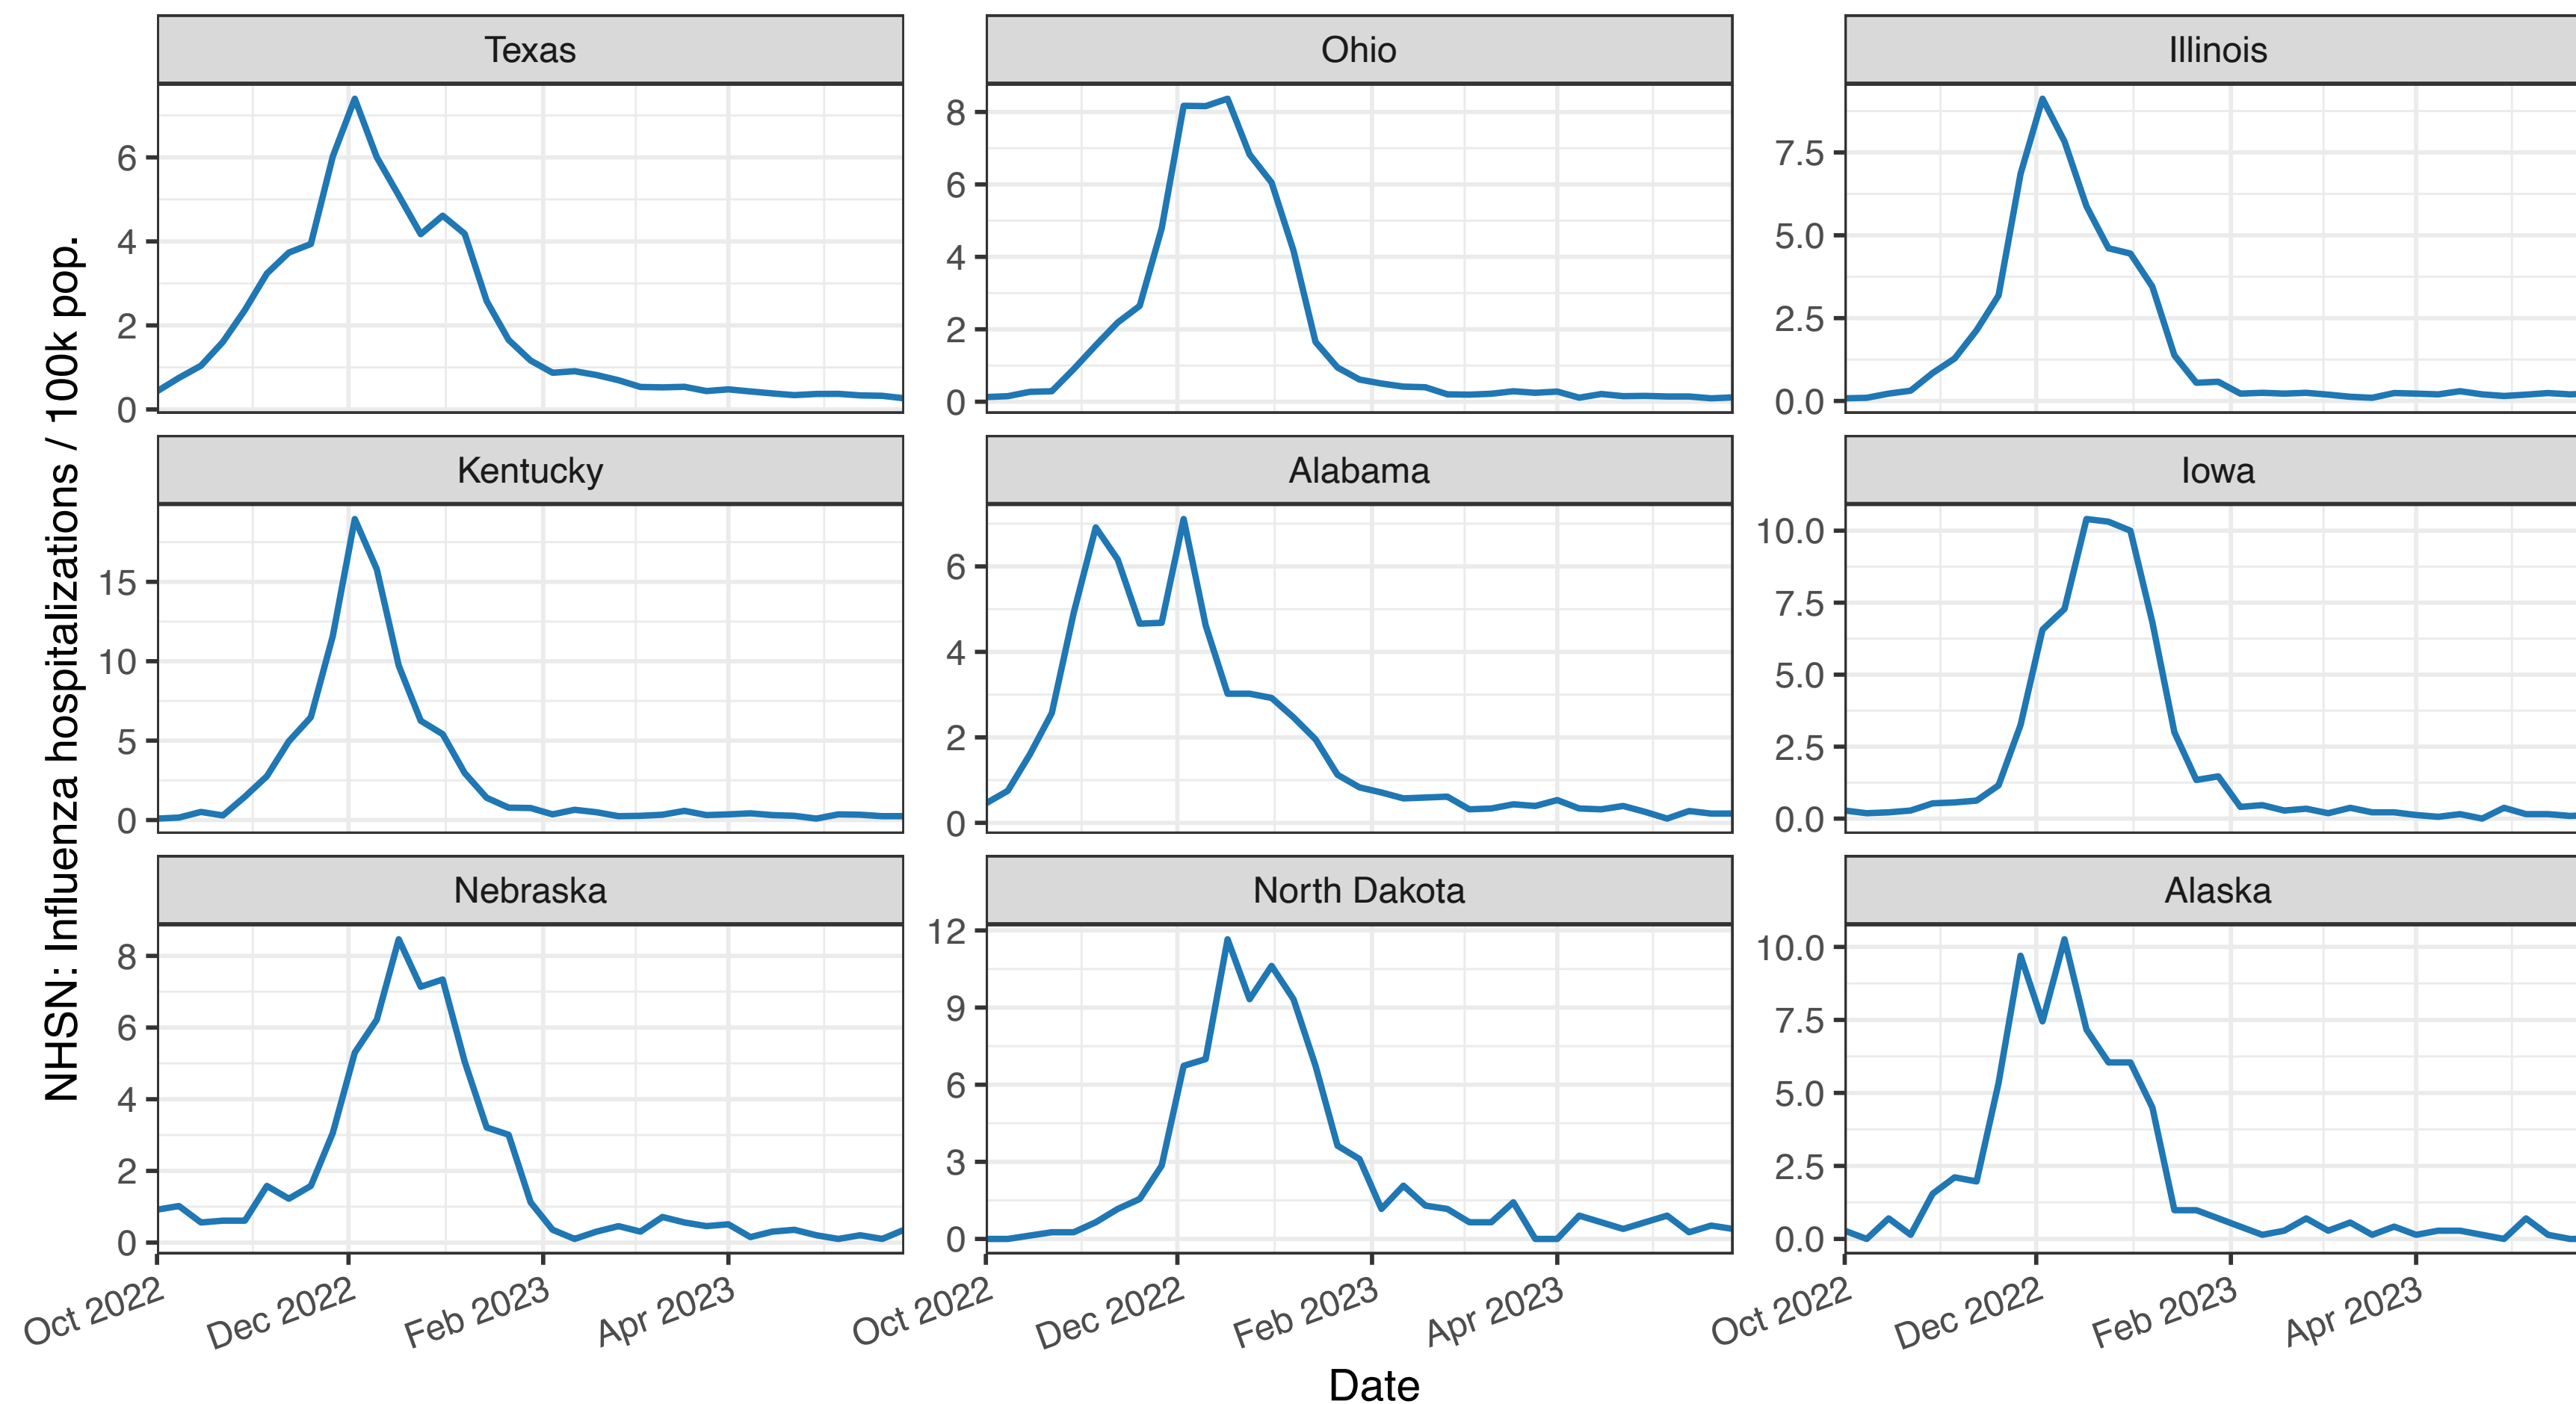 Texas
Ohio
Illinois
NHSN: Influenza hospitalizations / 100k pop.
6
4
2
0
8
6
4
2
0
7.5
5.0
2.5
0.0
Kentucky
Alabama
Iowa
15
10
5
0
6
4
2
0
10.0
7.5
5.0
2.5
0.0
Nebraska
North Dakota
Alaska
8
6
4
2
0
12
9
6
3
0
10.0
7.5
5.0
2.5
0.0
Oct 2022
Dec 2022
Feb 2023
Apr 2023
Oct 2022
Dec 2022
Feb 2023
Apr 2023
Oct 2022
Dec 2022
Feb 2023
Apr 2023
Date